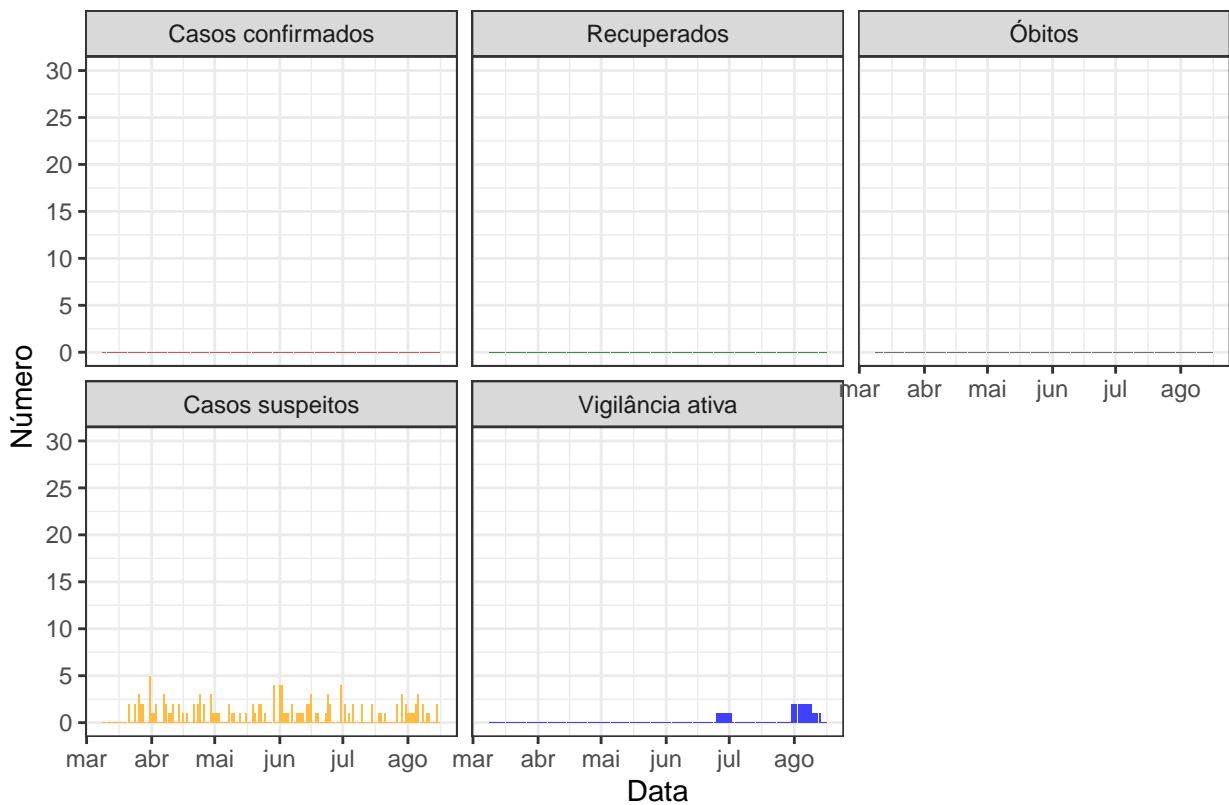 Casos confirmados
Recuperados
Óbitos
30
25
20
15
10
5
0
mar abr mai jun jul ago
Número
Casos suspeitos
Vigilância ativa
30
25
20
15
10
5
0
mar abr mai jun jul ago
mar abr mai jun jul ago
Data